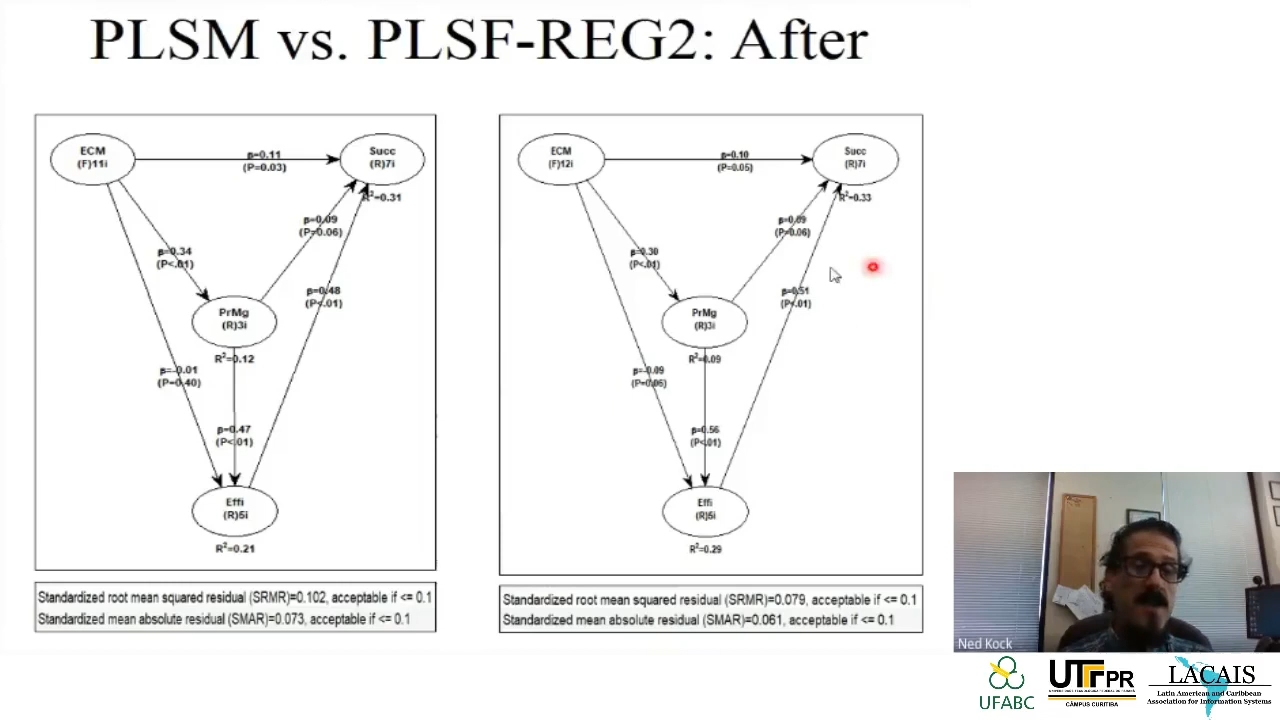 PLSM vs. PLSF-REG2: After
ECM
(F)11i
Succ
(R)7i
β=0.11
(P=0.03)
R²=0.31
β=0.09
(P=0.06)
β=0.34
(P<.01)
β=0.48
(P<.01)
PrMg
(R)3i
R²=0.12
β=-0.01
(P=0.40)
β=0.47
(P<.01)
Effi
(R)5i
R²=0.21
Standardized root mean squared residual (SRMR)=0.102, acceptable if <= 0.1
Standardized mean absolute residual (SMAR)=0.073, acceptable if <= 0.1
ECM
(F)12i
Succ
(R)7i
β=0.10
(P=0.05)
R²=0.33
β=0.09
(P=0.06)
β=0.30
(P<.01)
β=0.51
(P<.01)
PrMg
(R)3i
R²=0.09
β=-0.09
(P=0.06)
β=0.56
(P<.01)
Effi
(R)5i
R²=0.29
Standardized root mean squared residual (SRMR)=0.079, acceptable if <= 0.1
Standardized mean absolute residual (SMAR)=0.061, acceptable if <= 0.1
Ned Kock
UFABC
UTFPR
CÂMPUS CURITIBA
LACAIS
Latin American and Caribbean
Association for Information Systems